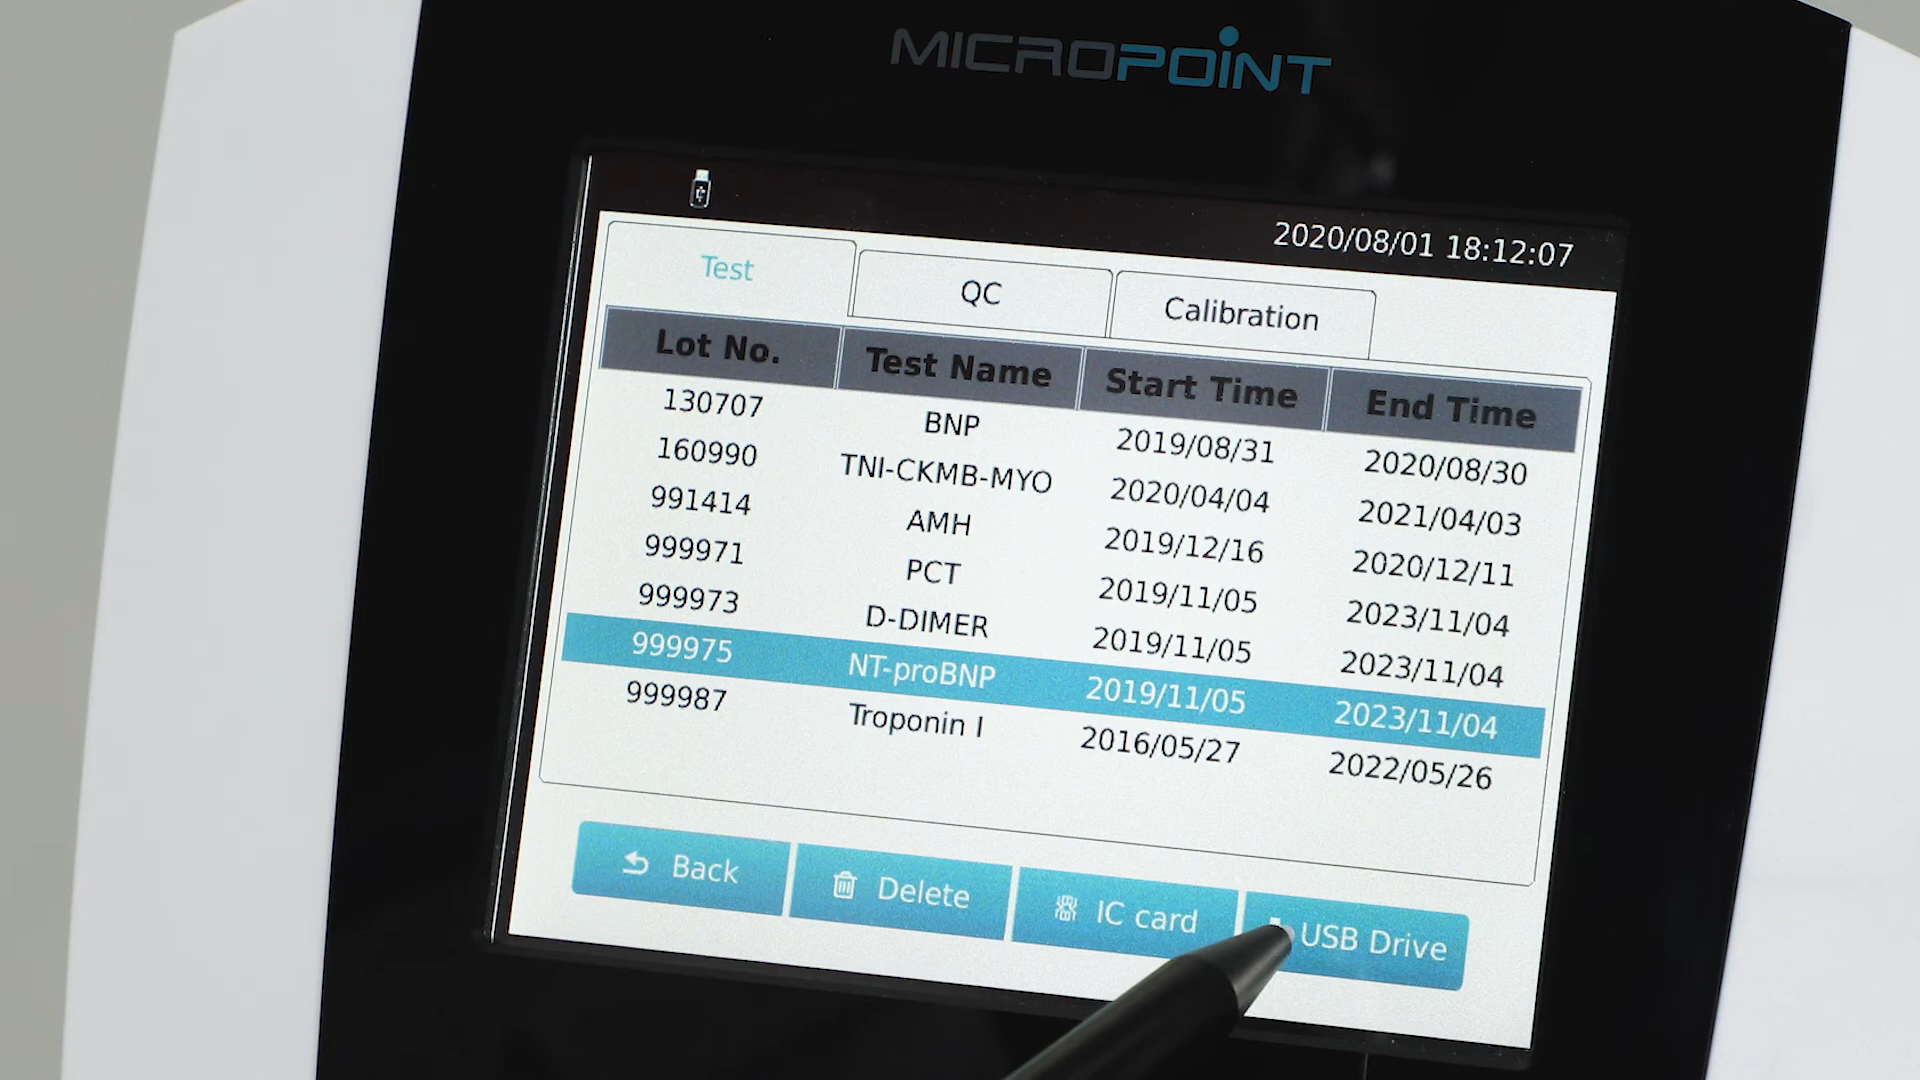 MICROPOINT
2020/08/01 18:12:07
Test QC Calibration
Lot No. Test Name Start Time End Time
130707 BNP 2019/08/31 2020/08/30
160990 TNI-CKMB-MYO 2020/04/04 2021/04/03
991414 AMH 2019/12/16 2020/12/11
999971 PCT 2019/11/05 2023/11/04
999973 D-DIMER 2019/11/05 2023/11/04
999975 NT-proBNP 2019/11/05 2023/11/04
999987 Troponin I 2016/05/27 2022/05/26
Back Delete IC card USB Drive